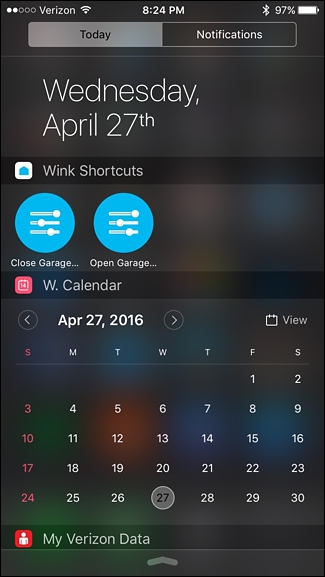 Verizon 8:24 PM 97%
Today Notifications
Wednesday,
April 27th
Wink Shortcuts
Close Garage... Open Garage...
14 W. Calendar
Apr 27, 2016 View
S M T W T F S
1 2
3 4 5 6 7 8 9
10 11 12 13 14 15 16
17 18 19 20 21 22 23
24 25 26 27 28 29 30
My Verizon Data